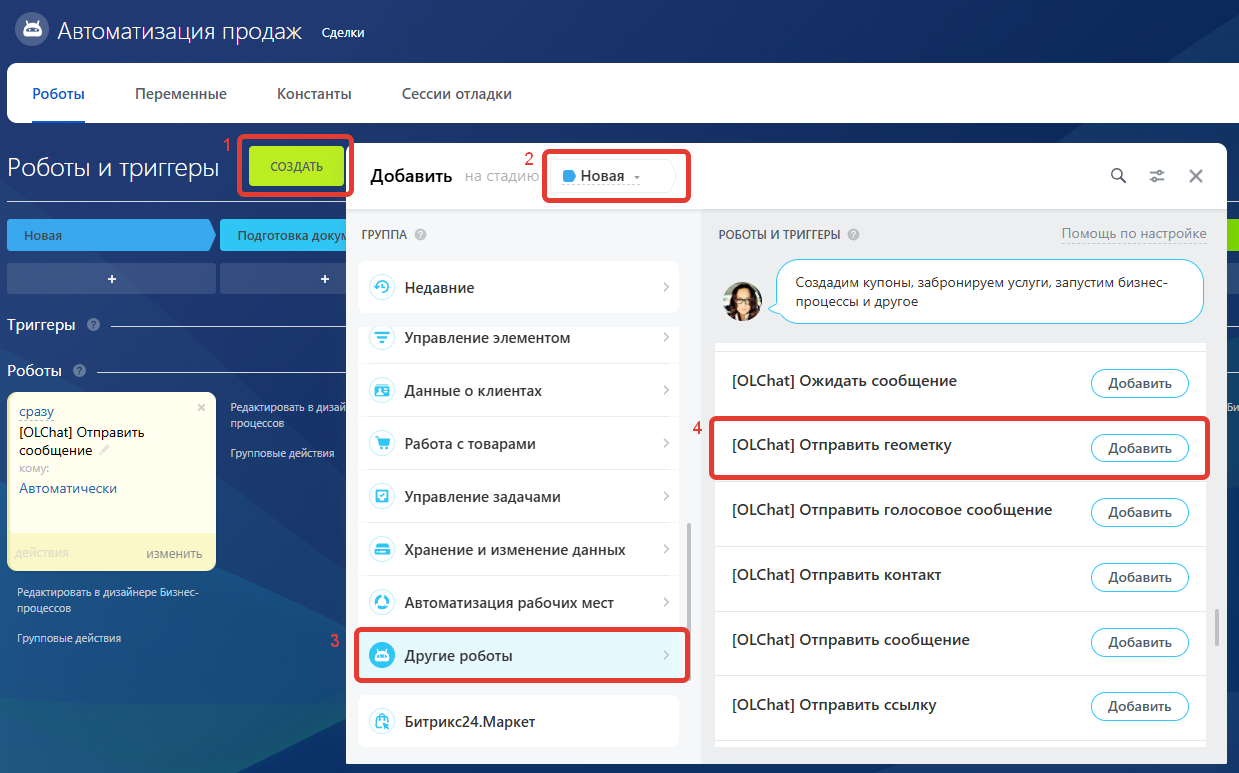 Автоматизация продаж Сделки
Роботы Переменные Константы Сессии отладки
Роботы и триггеры
1
СОЗДАТЬ
Добавить на стадию
2
Новая
Новая
Подготовка докум
+
+
Триггеры ?
Роботы ?
сразу
[OLChat] Отправить
сообщение
кому:
Автоматически
действия изменить
Редактировать в дизайнере Бизнес-
процессов
Групповые действия
Редактировать в дизай
процессов
Групповые действия
ГРУППА ?
Недавние
Управление элементом
Данные о клиентах
Работа с товарами
Управление задачами
Хранение и изменение данных
Автоматизация рабочих мест
3
Другие роботы
Битрикс24.Маркет
РОБОТЫ И ТРИГГЕРЫ ?
Помощь по настройке
Создадим купоны, забронируем услуги, запустим бизнес-
процессы и другое
[OLChat] Ожидать сообщение Добавить
4
[OLChat] Отправить геометку Добавить
[OLChat] Отправить голосовое сообщение Добавить
[OLChat] Отправить контакт Добавить
[OLChat] Отправить сообщение Добавить
[OLChat] Отправить ссылку Добавить